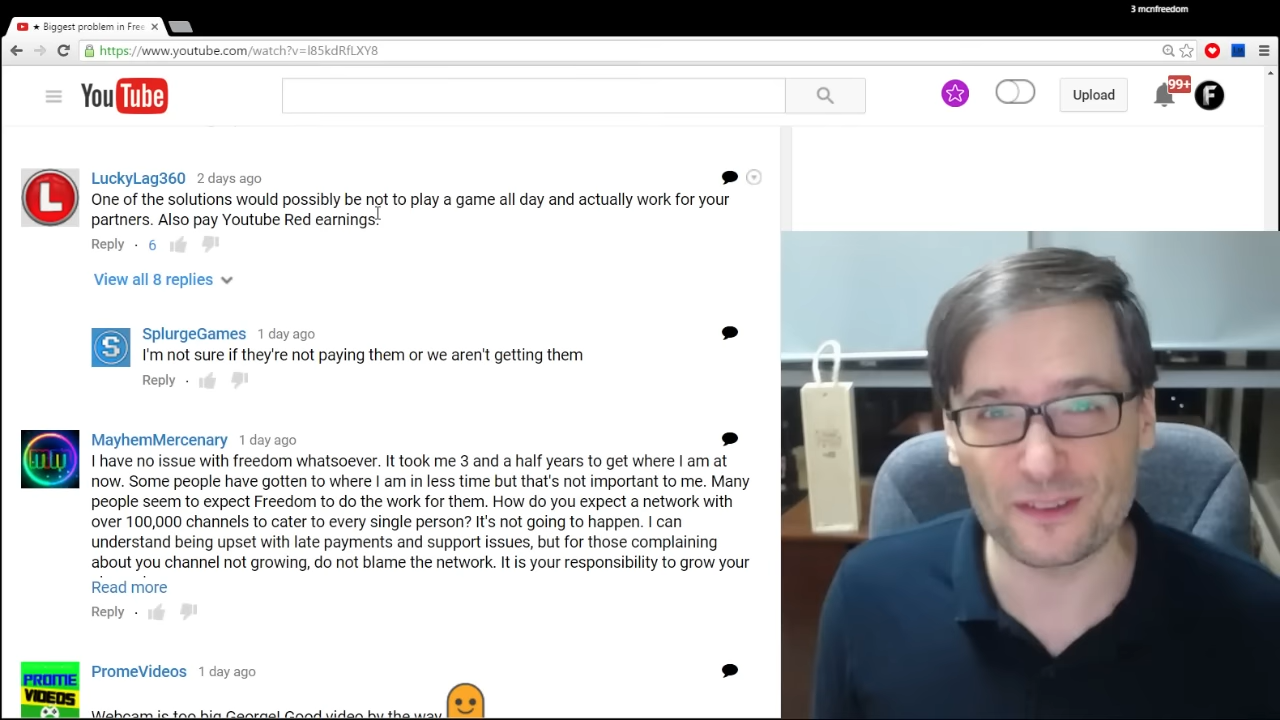 3 mcnfreedom
★ Biggest problem in Free
https://www.youtube.com/watch?v=l85kdRfLXY8
YouTube
Upload
99+
F
L
LuckyLag360 2 days ago
One of the solutions would possibly be not to play a game all day and actually work for your
partners. Also pay Youtube Red earnings.
Reply · 6
View all 8 replies
S
SplurgeGames 1 day ago
I'm not sure if they're not paying them or we aren't getting them
Reply ·
MayhemMercenary 1 day ago
I have no issue with freedom whatsoever. It took me 3 and a half years to get where I am at
now. Some people have gotten to where I am in less time but that's not important to me. Many
people seem to expect Freedom to do the work for them. How do you expect a network with
over 100,000 channels to cater to every single person? It's not going to happen. I can
understand being upset with late payments and support issues, but for those complaining
about you channel not growing, do not blame the network. It is your responsibility to grow your
Read more
Reply ·
PROME
VIDEOS
PromeVideos 1 day ago
Webcam is too big George! Good video by the way